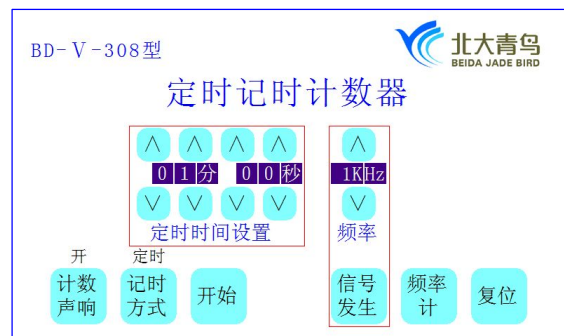 BD-Ⅴ-308型
北大青鸟
BEIDA JADE BIRD
定时记时计数器
∧ ∧ ∧ ∧ ∧
01分 00秒 1KHz
∨ ∨ ∨ ∨ ∨
定时时间设置 频率
开 定时
计数声响 记时方式 开始 信号发生 频率计 复位